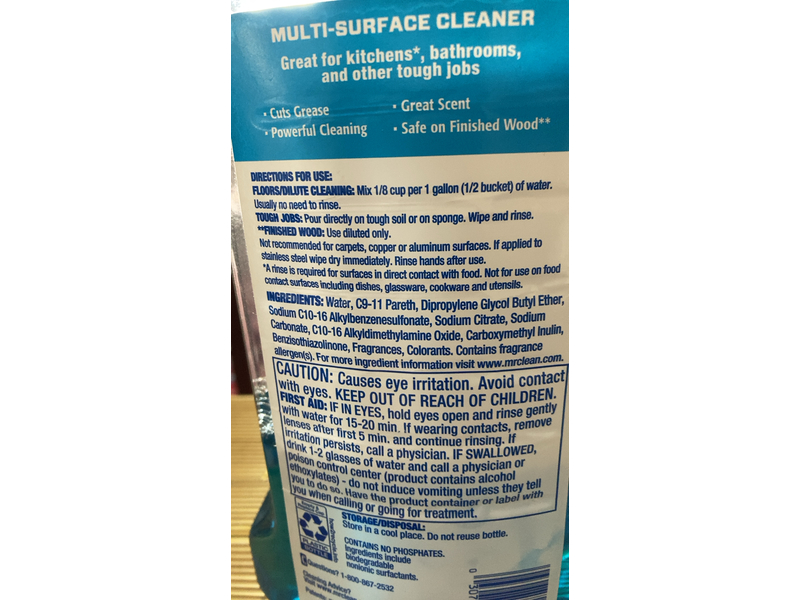 MULTI-SURFACE CLEANER
Great for kitchens*, bathrooms,
and other tough jobs
• Cuts Grease • Great Scent
• Powerful Cleaning • Safe on Finished Wood**
DIRECTIONS FOR USE:
FLOORS/DILUTE CLEANING: Mix 1/8 cup per 1 gallon (1/2 bucket) of water.
Usually no need to rinse.
TOUGH JOBS: Pour directly on tough soil or on sponge. Wipe and rinse.
**FINISHED WOOD: Use diluted only.
Not recommended for carpets, copper or aluminum surfaces. If applied to
stainless steel wipe dry immediately. Rinse hands after use.
*A rinse is required for surfaces in direct contact with food. Not for use on food
contact surfaces including dishes, glassware, cookware and utensils.
INGREDIENTS: Water, C9-11 Pareth, Dipropylene Glycol Butyl Ether,
Sodium C10-16 Alkylbenzenesulfonate, Sodium Citrate, Sodium
Carbonate, C10-16 Alkyldimethylamine Oxide, Carboxymethyl Inulin,
Benzisothiazolinone, Fragrances, Colorants. Contains fragrance
allergen(s). For more ingredient information visit www.mrclean.com.
CAUTION: Causes eye irritation. Avoid contact
with eyes. KEEP OUT OF REACH OF CHILDREN.
FIRST AID: IF IN EYES, hold eyes open and rinse gently
with water for 15-20 min. If wearing contacts, remove
lenses after first 5 min. and continue rinsing. If
irritation persists, call a physician. IF SWALLOWED,
drink 1-2 glasses of water and call a physician or
poison control center (product contains alcohol
ethoxylates) - do not induce vomiting unless they tell
you to do so. Have the product container or label with
you when calling or going for treatment.
STORAGE/DISPOSAL:
Store in a cool place. Do not reuse bottle.
PLASTIC
BOTTLE
CONTAINS NO PHOSPHATES.
Ingredients include
biodegradable
nonionic surfactants.
Questions? 1-800-867-2532
Cleaning Advice?